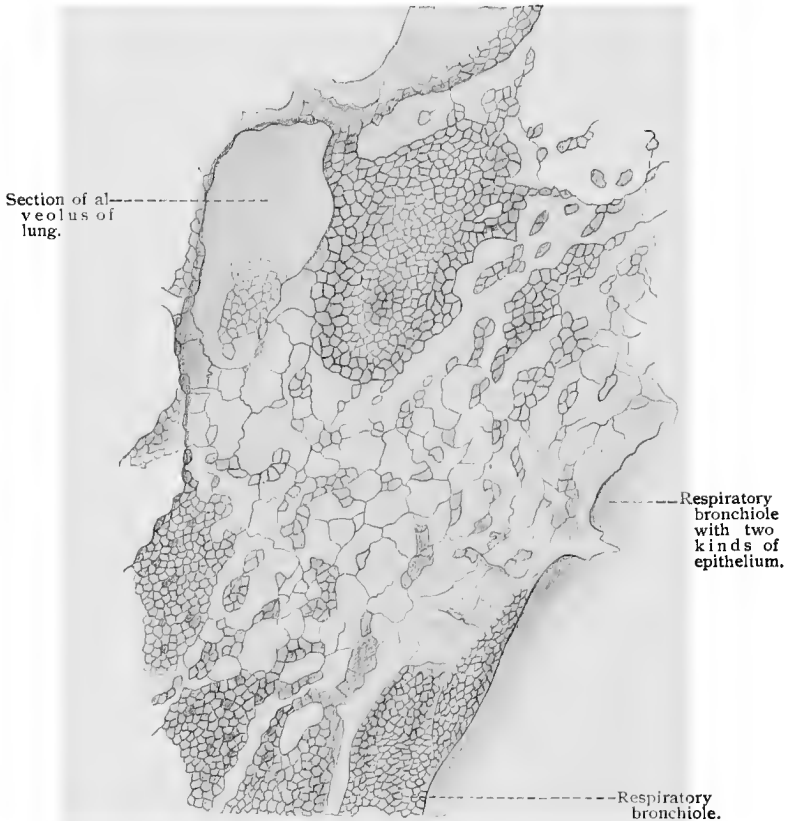 Section of al
veolus of
lung.
Respiratory
bronchiole
with two
kinds of
epithelium.
Respiratory
bronchiole.